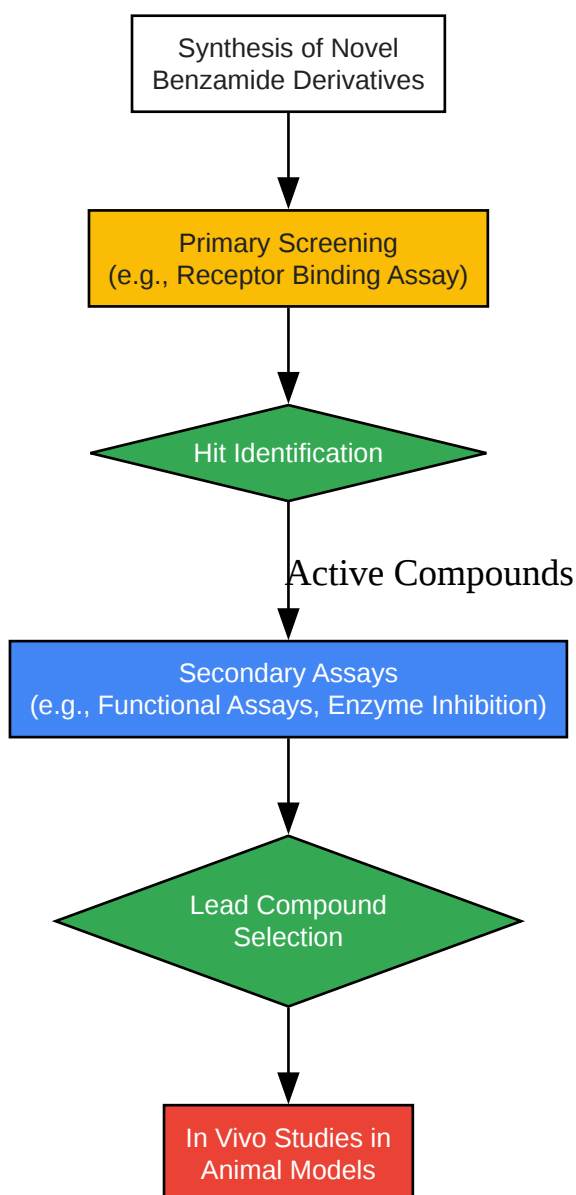 Synthesis of Novel
Benzamide Derivatives
Primary Screening
(e.g., Receptor Binding Assay)
Hit Identification
Active Compounds
Secondary Assays
(e.g., Functional Assays, Enzyme Inhibition)
Lead Compound
Selection
In Vivo Studies in
Animal Models